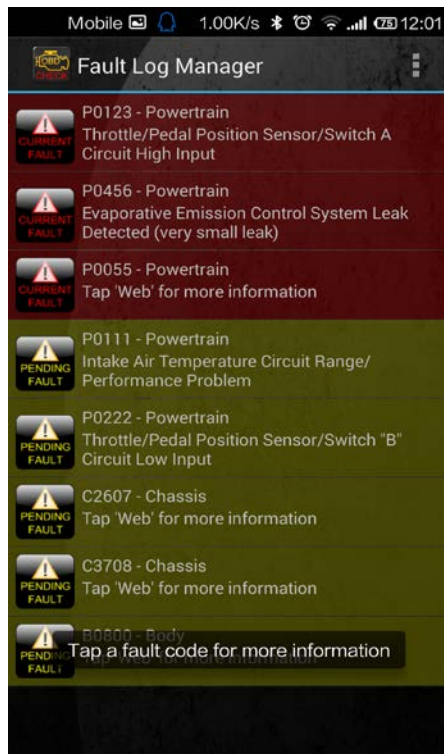 Mobile 1.00K/s 75 12:01
OBD
CHECK
Fault Log Manager
CURRENT
FAULT
P0123 - Powertrain
Throttle/Pedal Position Sensor/Switch A
Circuit High Input
CURRENT
FAULT
P0456 - Powertrain
Evaporative Emission Control System Leak
Detected (very small leak)
CURRENT
FAULT
P0055 - Powertrain
Tap 'Web' for more information
PENDING
FAULT
P0111 - Powertrain
Intake Air Temperature Circuit Range/
Performance Problem
PENDING
FAULT
P0222 - Powertrain
Throttle/Pedal Position Sensor/Switch "B"
Circuit Low Input
PENDING
FAULT
C2607 - Chassis
Tap 'Web' for more information
PENDING
FAULT
C3708 - Chassis
Tap 'Web' for more information
PENDING
FAULT
B0800 - Body
Tap a fault code for more information